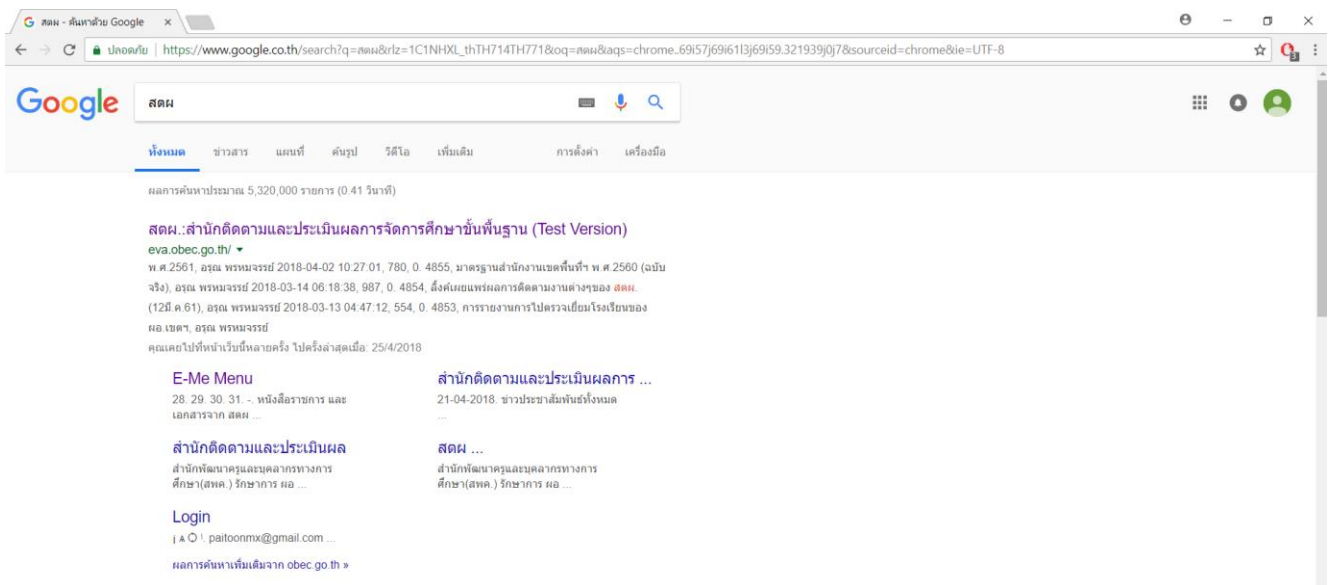 สตผ - ค้นหาด้วย Google
ปลอดภัย
https://www.google.co.th/search?q=สตผ&rlz=1C1NHXL_thTH714TH771&oq=สตผ&aqs=chrome..69i57j69i61l3j69i59.321939j0j7&sourceid=chrome&ie=UTF-8
3
Google
สตผ
ทั้งหมด ข่าวสาร แผนที่ ค้นรูป วิดีโอ เพิ่มเติม การตั้งค่า เครื่องมือ
ผลการค้นหาประมาณ 5,320,000 รายการ (0.41 วินาที)
สตผ.:สำนักติดตามและประเมินผลการจัดการศึกษาขั้นพื้นฐาน (Test Version)
eva.obec.go.th/
พ.ศ.2561, อรุณ พรหมจรรย์ 2018-04-02 10:27:01, 780, 0. 4855, มาตรฐานสำนักงานเขตพื้นที่ฯ พ.ศ.2560 (ฉบับ
จริง), อรุณ พรหมจรรย์ 2018-03-14 06:18:38, 987, 0. 4854, ลิ้งค์เผยแพร่ผลการติดตามงานต่างๆของ สตผ.
(12มี.ค.61), อรุณ พรหมจรรย์ 2018-03-13 04:47:12, 554, 0. 4853, การรายงานการไปตรวจเยี่ยมโรงเรียนของ
ผอ.เขตฯ, อรุณ พรหมจรรย์
คุณเคยไปที่หน้าเว็บนี้หลายครั้ง ไปครั้งล่าสุดเมื่อ: 25/4/2018
E-Me Menu
28. 29. 30. 31. -. หนังสือราชการ และ
เอกสารจาก สตผ ...
สำนักติดตามและประเมินผลการ ...
21-04-2018. ข่าวประชาสัมพันธ์ทั้งหมด
...
สำนักติดตามและประเมินผล
สำนักพัฒนาครูและบุคลากรทางการ
ศึกษา(สพค.) รักษาการ ผอ ...
สตผ ...
สำนักพัฒนาครูและบุคลากรทางการ
ศึกษา(สพค.) รักษาการ ผอ ...
Login
paitoonmx@gmail.com ...
ผลการค้นหาเพิ่มเติมจาก obec.go.th »